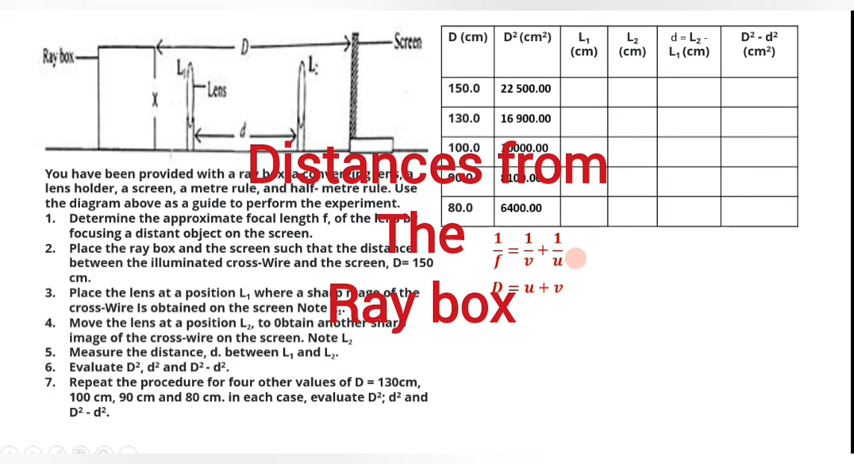 Ray box
D
Screen
L₁
L₂
Lens
X
d
You have been provided with a ray box, a converging lens, a
lens holder, a screen, a metre rule, and half- metre rule. Use
the diagram above as a guide to perform the experiment.
1. Determine the approximate focal length f, of the lens by
focusing a distant object on the screen.
2. Place the ray box and the screen such that the distance
between the illuminated cross-Wire and the screen, D= 150
cm.
3. Place the lens at a position L₁ where a sharp image of the
cross-wire Is obtained on the screen Note L₁.
4. Move the lens at a position L₂, to Obtain another sharp
image of the cross-wire on the screen. Note L₂
5. Measure the distance, d. between L₁ and L₂.
6. Evaluate D², d² and D² - d².
7. Repeat the procedure for four other values of D = 130cm,
100 cm, 90 cm and 80 cm. in each case, evaluate D²; d² and
D² - d².
D (cm) D² (cm²) L₁ (cm) L₂ (cm) d = L₂ - L₁ (cm) D² - d² (cm²)
150.0 22 500.00
130.0 16 900.00
100.0 10000.00
90.0 8100.00
80.0 6400.00
1/f = 1/v + 1/u
D = u + v
Distances from
The
Ray box